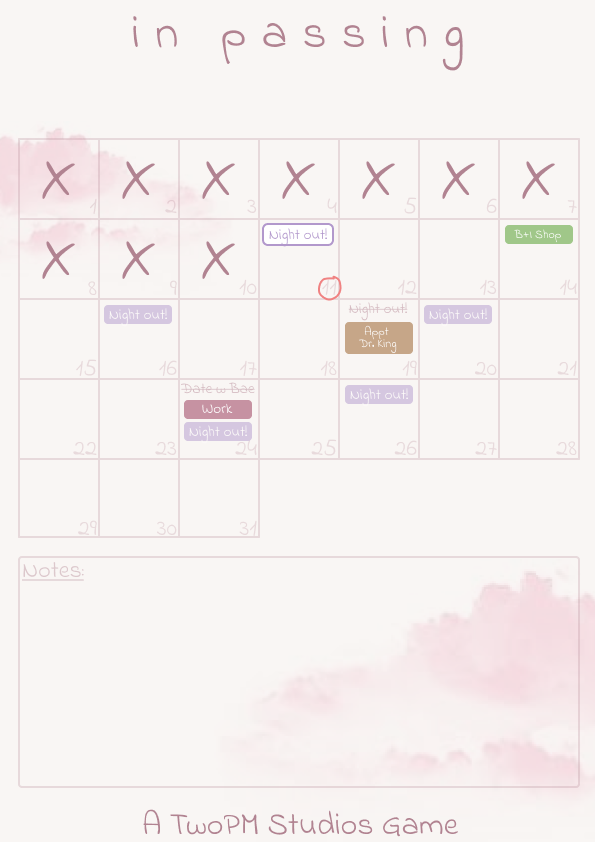 in passing
1 2 3 4 5 6 7
Night out!
B+I Shop
8 9 10 11 12 13 14
Night out!
Night out!
Appt
Dr. King
Night out!
15 16 17 18 19 20 21
Date w Bae
Work
Night out!
Night out!
22 23 24 25 26 27 28
29 30 31
Notes:
A TwoPM Studios Game